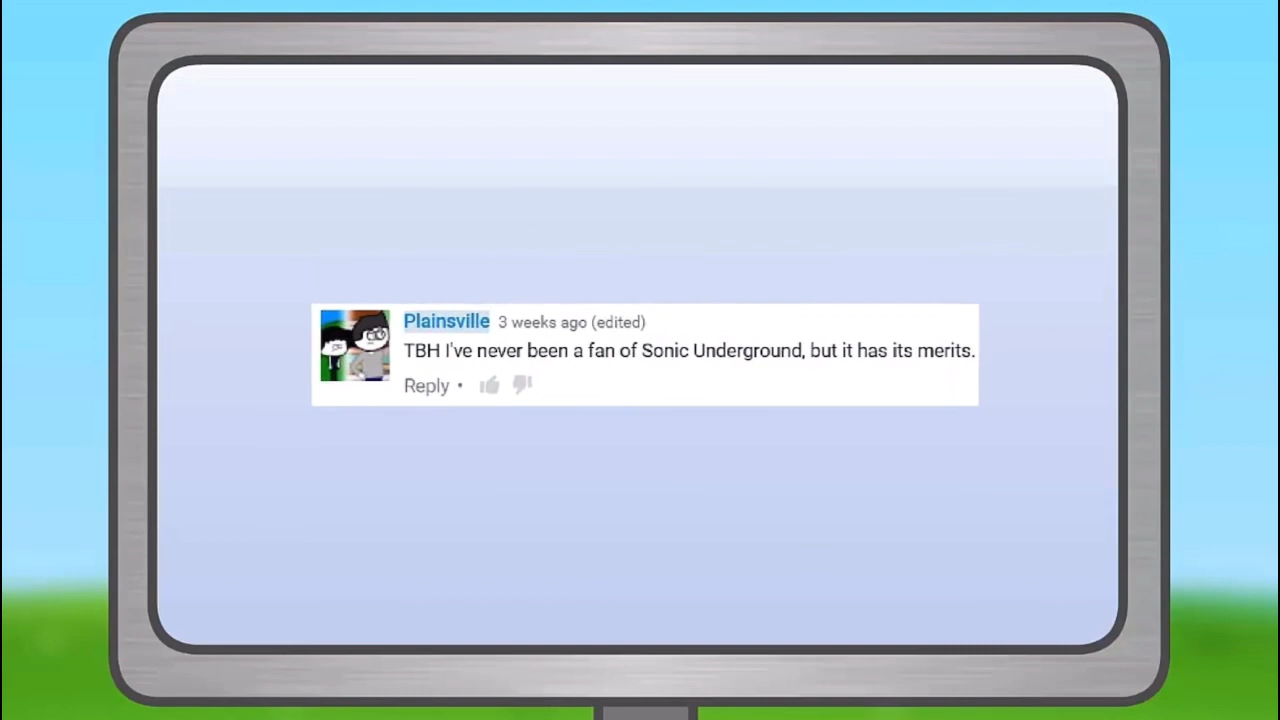 Plainsville 3 weeks ago (edited)
TBH I've never been a fan of Sonic Underground, but it has its merits.
Reply •